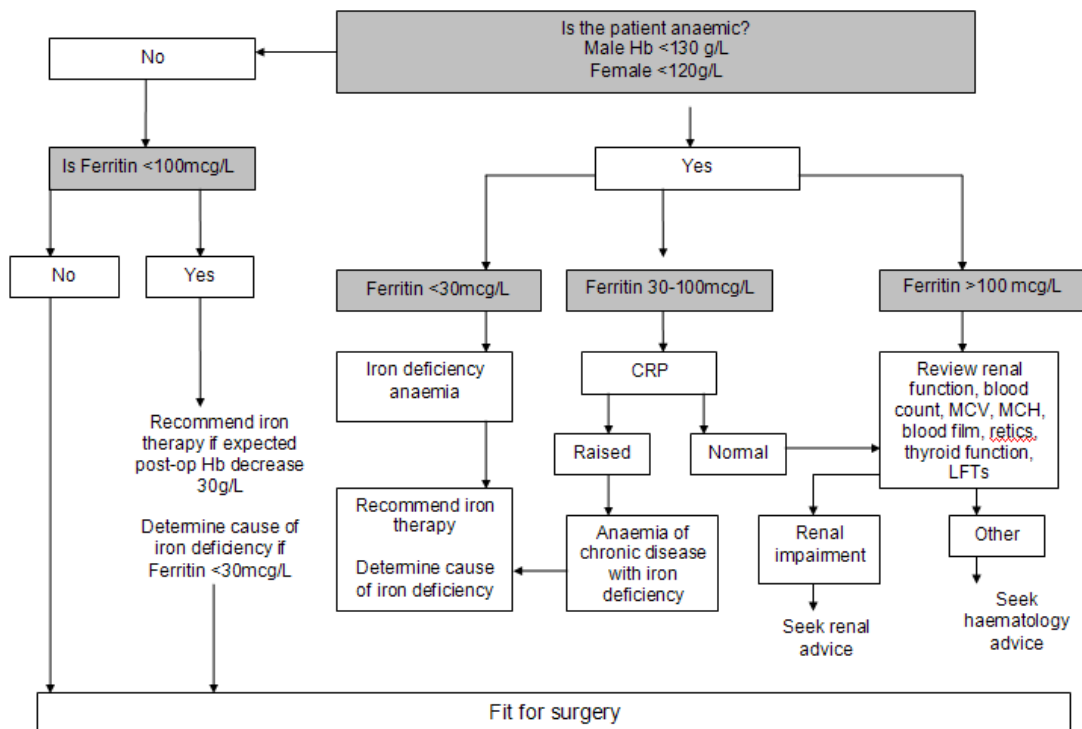 Is the patient anaemic?
Male Hb <130 g/L
Female <120g/L
No
Is Ferritin <100mcg/L
Yes
No
Yes
Ferritin <30mcg/L
Ferritin 30-100mcg/L
Ferritin >100 mcg/L
Iron deficiency
anaemia
CRP
Review renal
function, blood
count, MCV, MCH,
blood film, retics,
thyroid function,
LFTs
Recommend iron
therapy if expected
post-op Hb decrease
30g/L
Determine cause of
iron deficiency if
Ferritin <30mcg/L
Raised
Normal
Recommend iron
therapy
Determine cause
of iron deficiency
Anaemia of
chronic disease
with iron
deficiency
Renal
impairment
Other
Seek renal
advice
Seek
haematology
advice
Fit for surgery